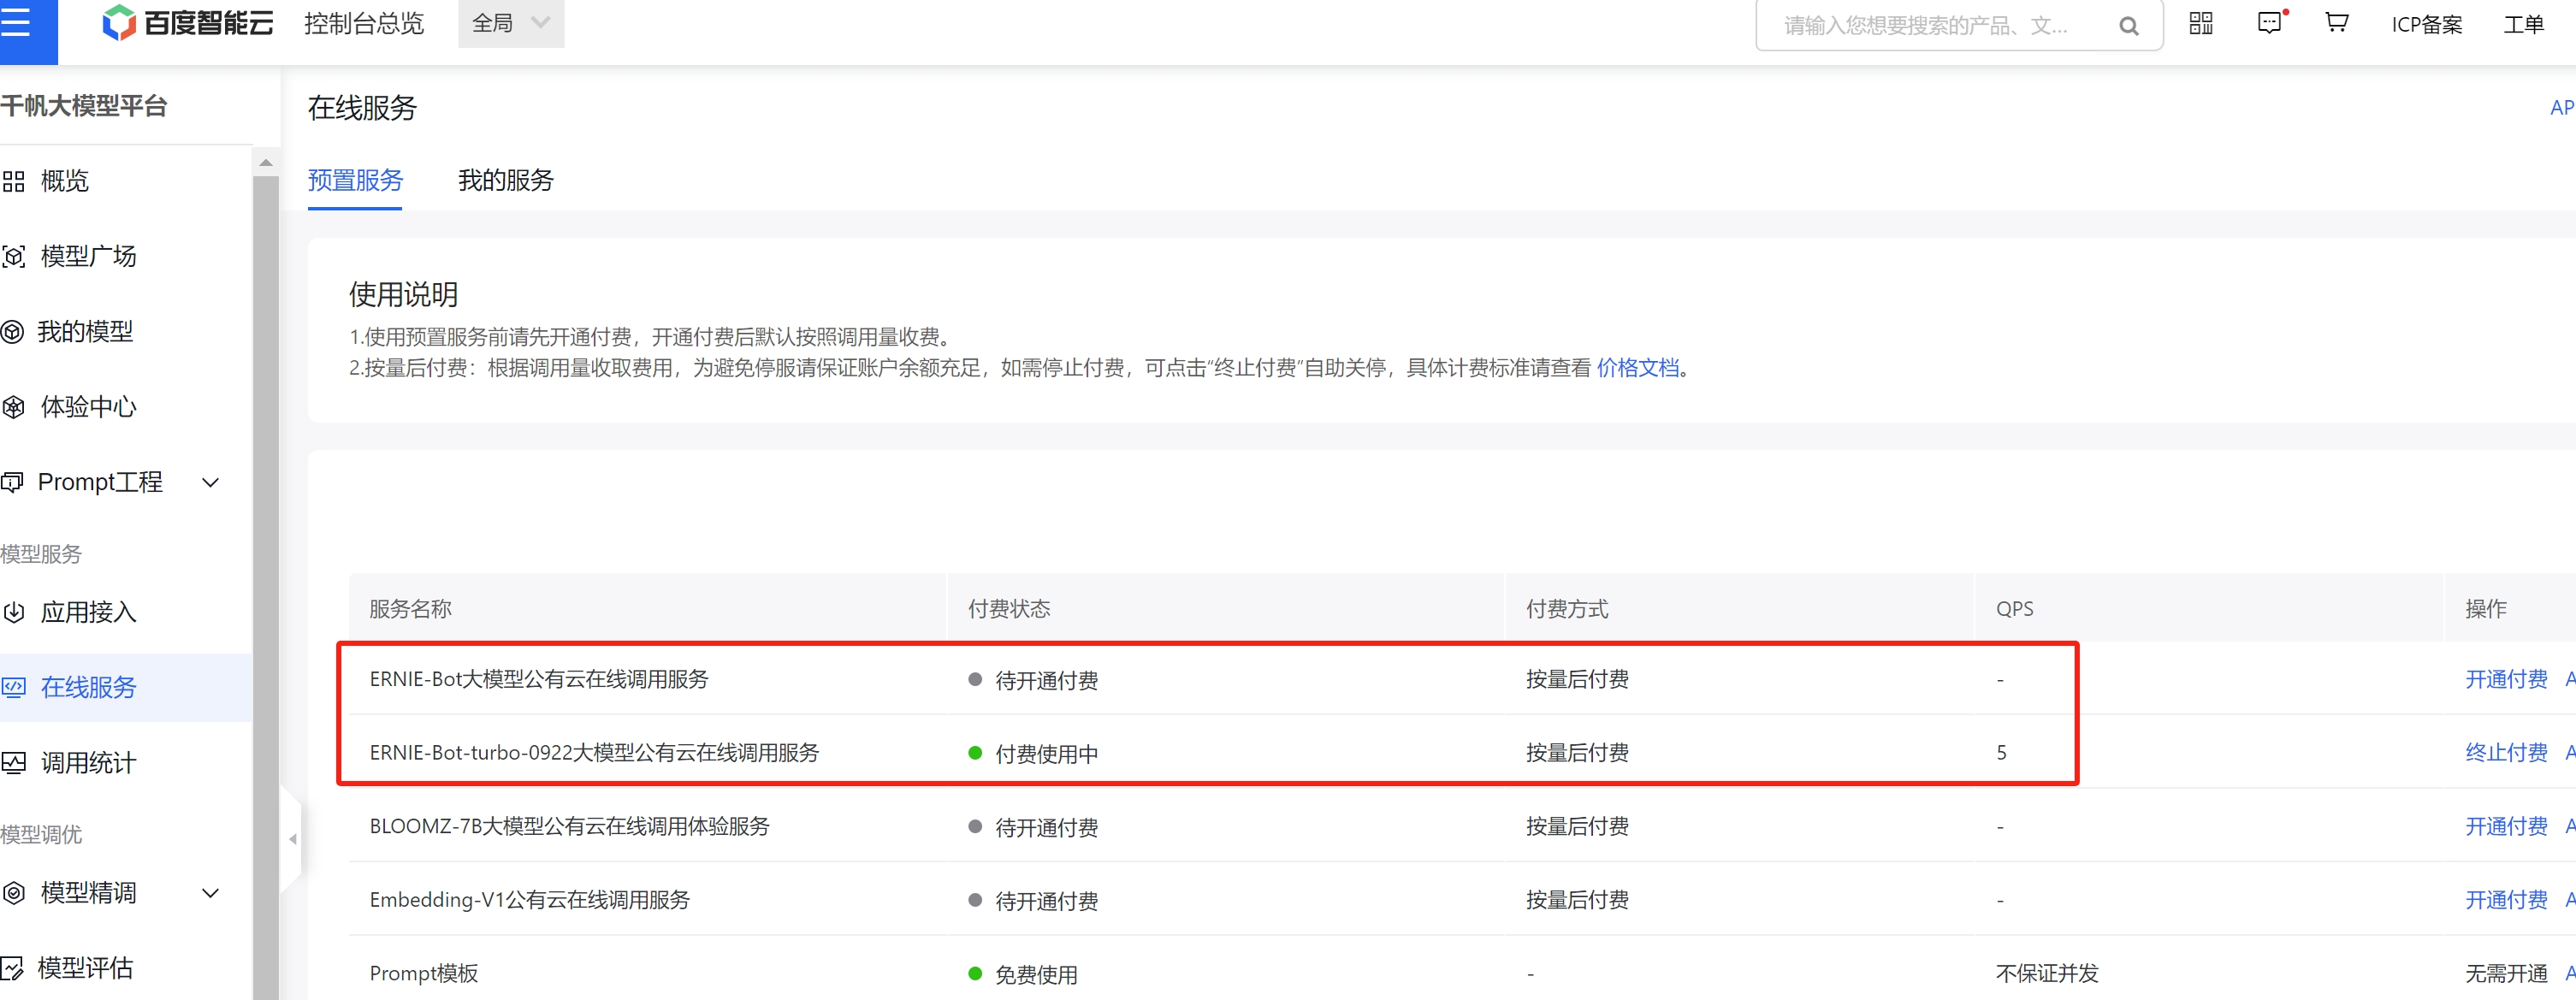 百度智能云 控制台总览 全局 请输入您想要搜索的产品、文... ICP备案 工单
千帆大模型平台
概览
模型广场
我的模型
体验中心
Prompt工程
模型服务
应用接入
在线服务
调用统计
模型调优
模型精调
模型评估
在线服务 AP
预置服务 我的服务
使用说明
1.使用预置服务前请先开通付费，开通付费后默认按照调用量收费。
2.按量后付费：根据调用量收取费用，为避免停服请保证账户余额充足，如需停止付费，可点击“终止付费”自助关停，具体计费标准请查看 价格文档。
服务名称 付费状态 付费方式 QPS 操作
ERNIE-Bot大模型公有云在线调用服务 待开通付费 按量后付费 - 开通付费 A
ERNIE-Bot-turbo-0922大模型公有云在线调用服务 付费使用中 按量后付费 5 终止付费 A
BLOOMZ-7B大模型公有云在线调用体验服务 待开通付费 按量后付费 - 开通付费 A
Embedding-V1公有云在线调用服务 待开通付费 按量后付费 - 开通付费 A
Prompt模板 免费使用 - 不保证并发 无需开通 A